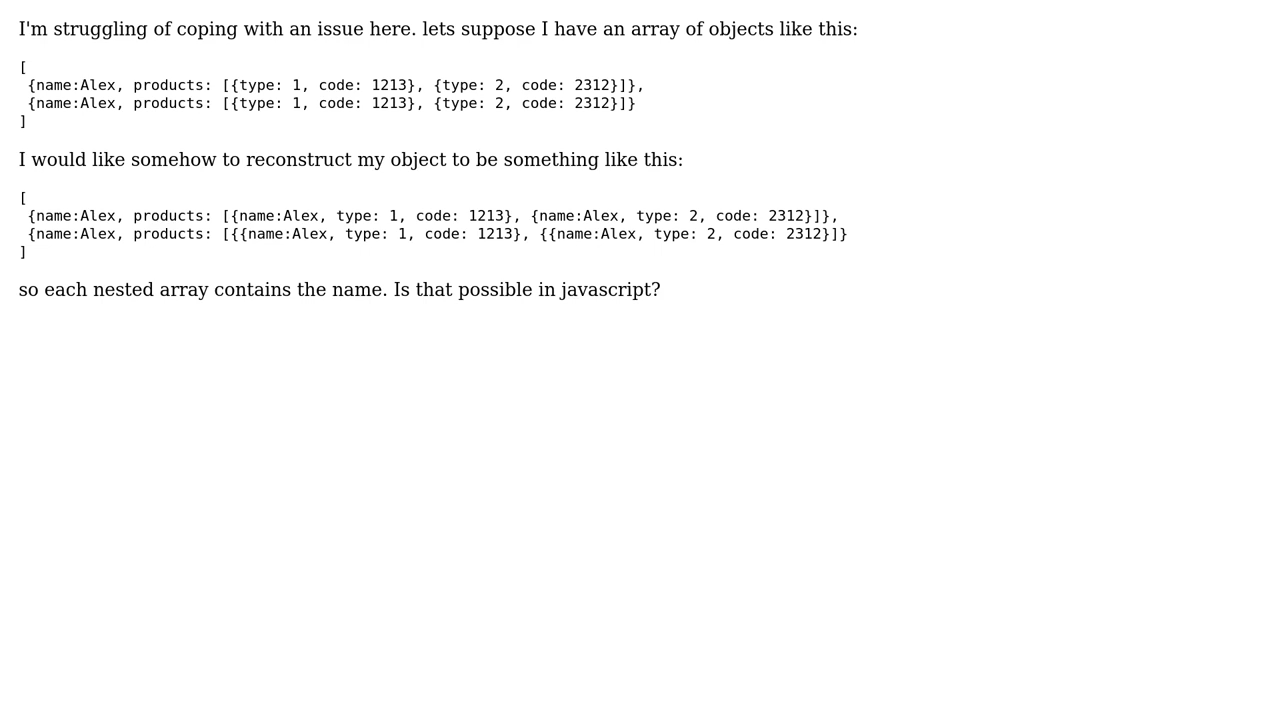 I'm struggling of coping with an issue here. lets suppose I have an array of objects like this:
[
 {name:Alex, products: [{type: 1, code: 1213}, {type: 2, code: 2312}]},
 {name:Alex, products: [{type: 1, code: 1213}, {type: 2, code: 2312}]}
]
I would like somehow to reconstruct my object to be something like this:
[
 {name:Alex, products: [{name:Alex, type: 1, code: 1213}, {name:Alex, type: 2, code: 2312}]},
 {name:Alex, products: [{{name:Alex, type: 1, code: 1213}, {{name:Alex, type: 2, code: 2312}]}
]
so each nested array contains the name. Is that possible in javascript?